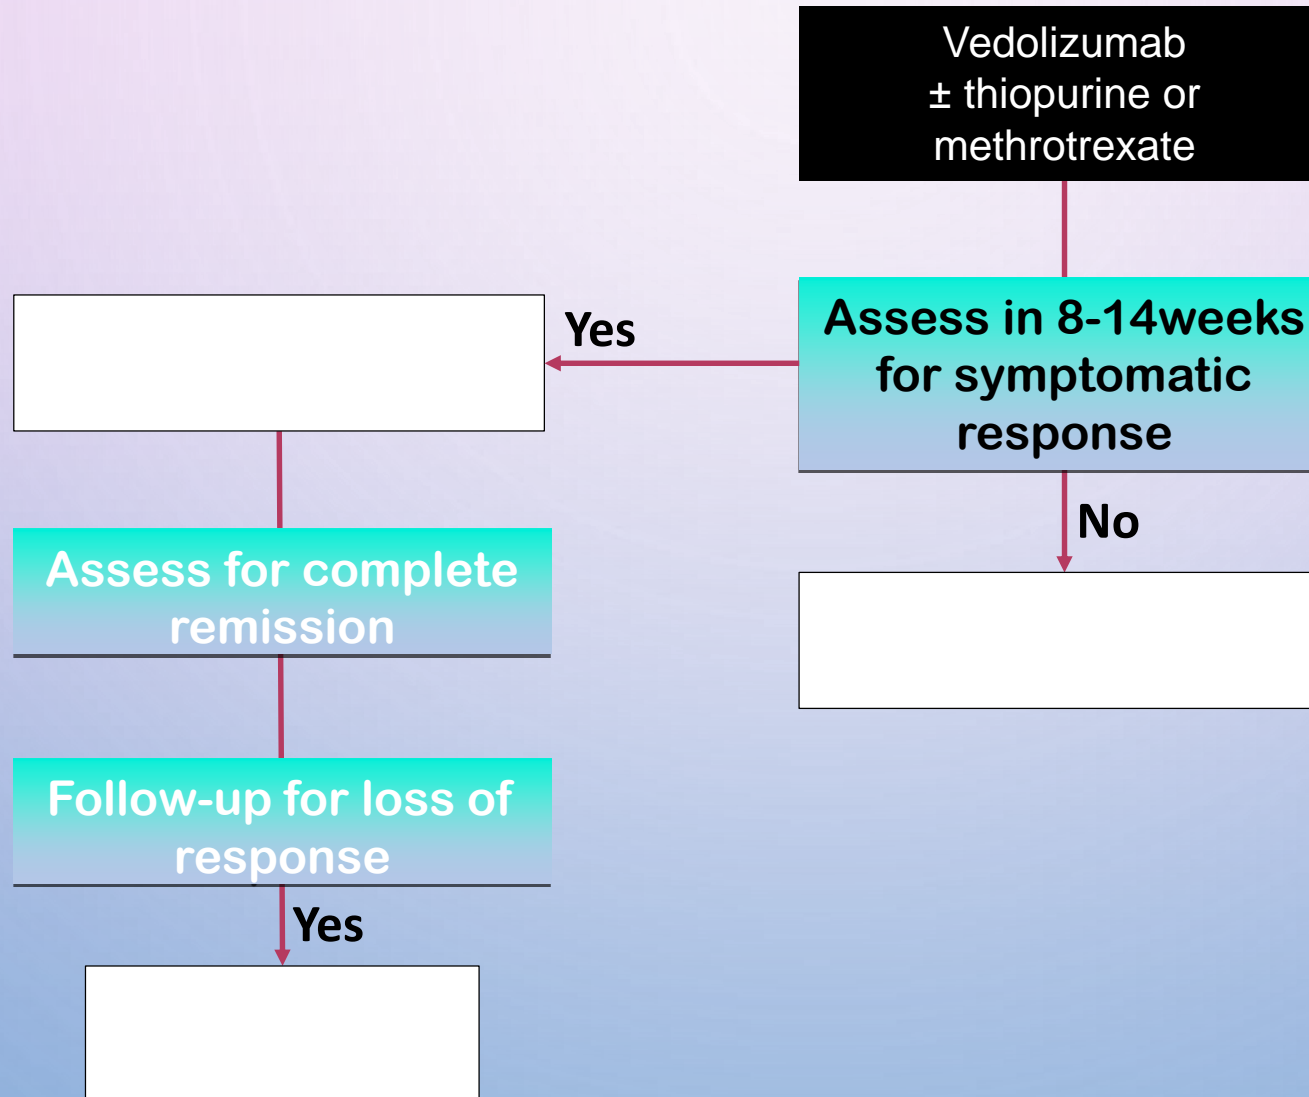 Vedolizumab
± thiopurine or
methrotrexate
Assess in 8-14weeks
for symptomatic
response
Yes
No
Assess for complete
remission
Follow-up for loss of
response
Yes